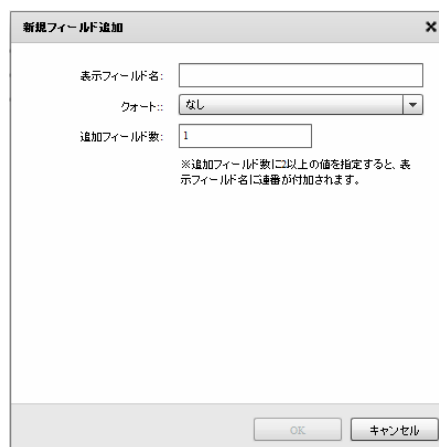 新規フィールド追加
表示フィールド名:
クォート::
なし
追加フィールド数:
1
※追加フィールド数に2以上の値を指定すると、表
示フィールド名に連番が付加されます。
OK
キャンセル